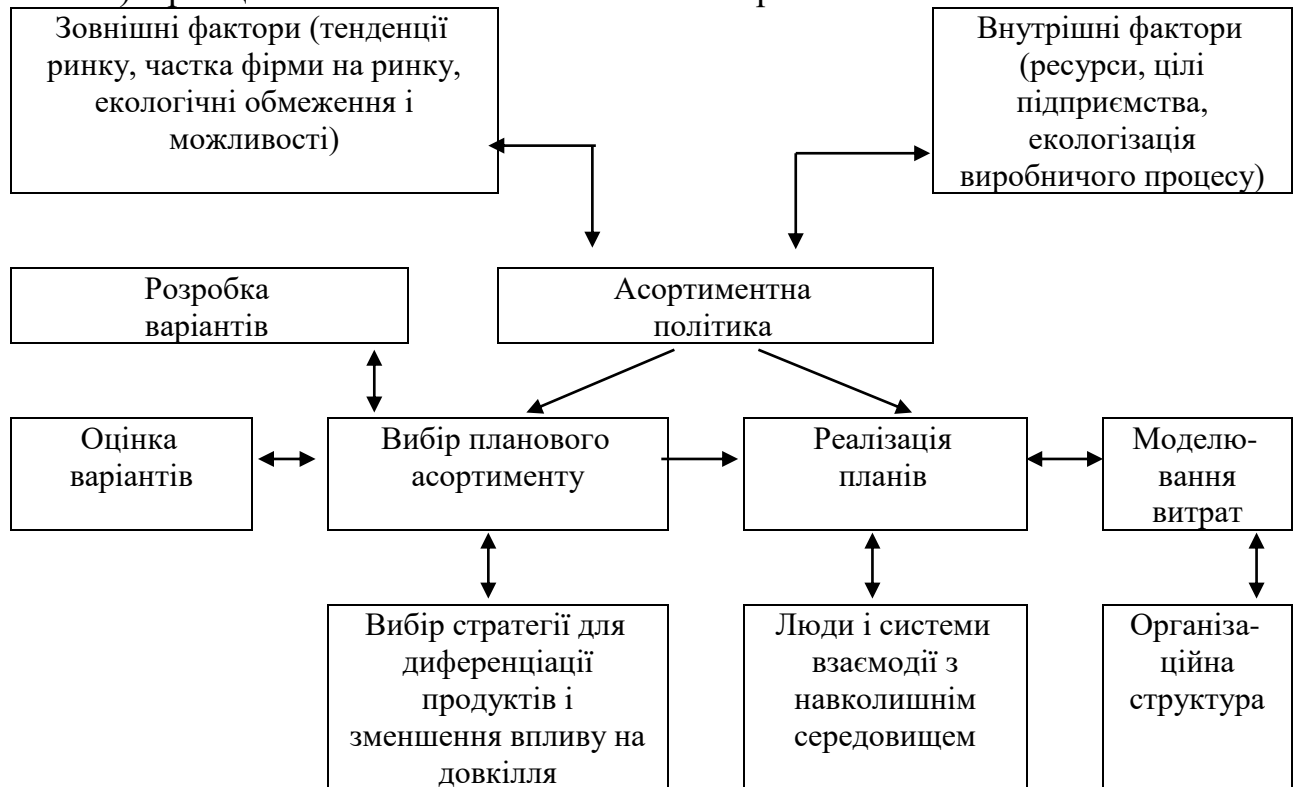 Зовнішні фактори (тенденції
ринку, частка фірми на ринку,
екологічні обмеження і
можливості)
Внутрішні фактори
(ресурси, цілі
підприємства,
екологізація
виробничого процесу)
Розробка
варіантів
Асортиментна
політика
Оцінка
варіантів
Вибір планового
асортименту
Реалізація
планів
Моделю-
вання
витрат
Вибір стратегії для
диференціації
продуктів і
зменшення впливу на
довкілля
Люди і системи
взаємодії з
навколишнім
середовищем
Організа-
ційна
структура